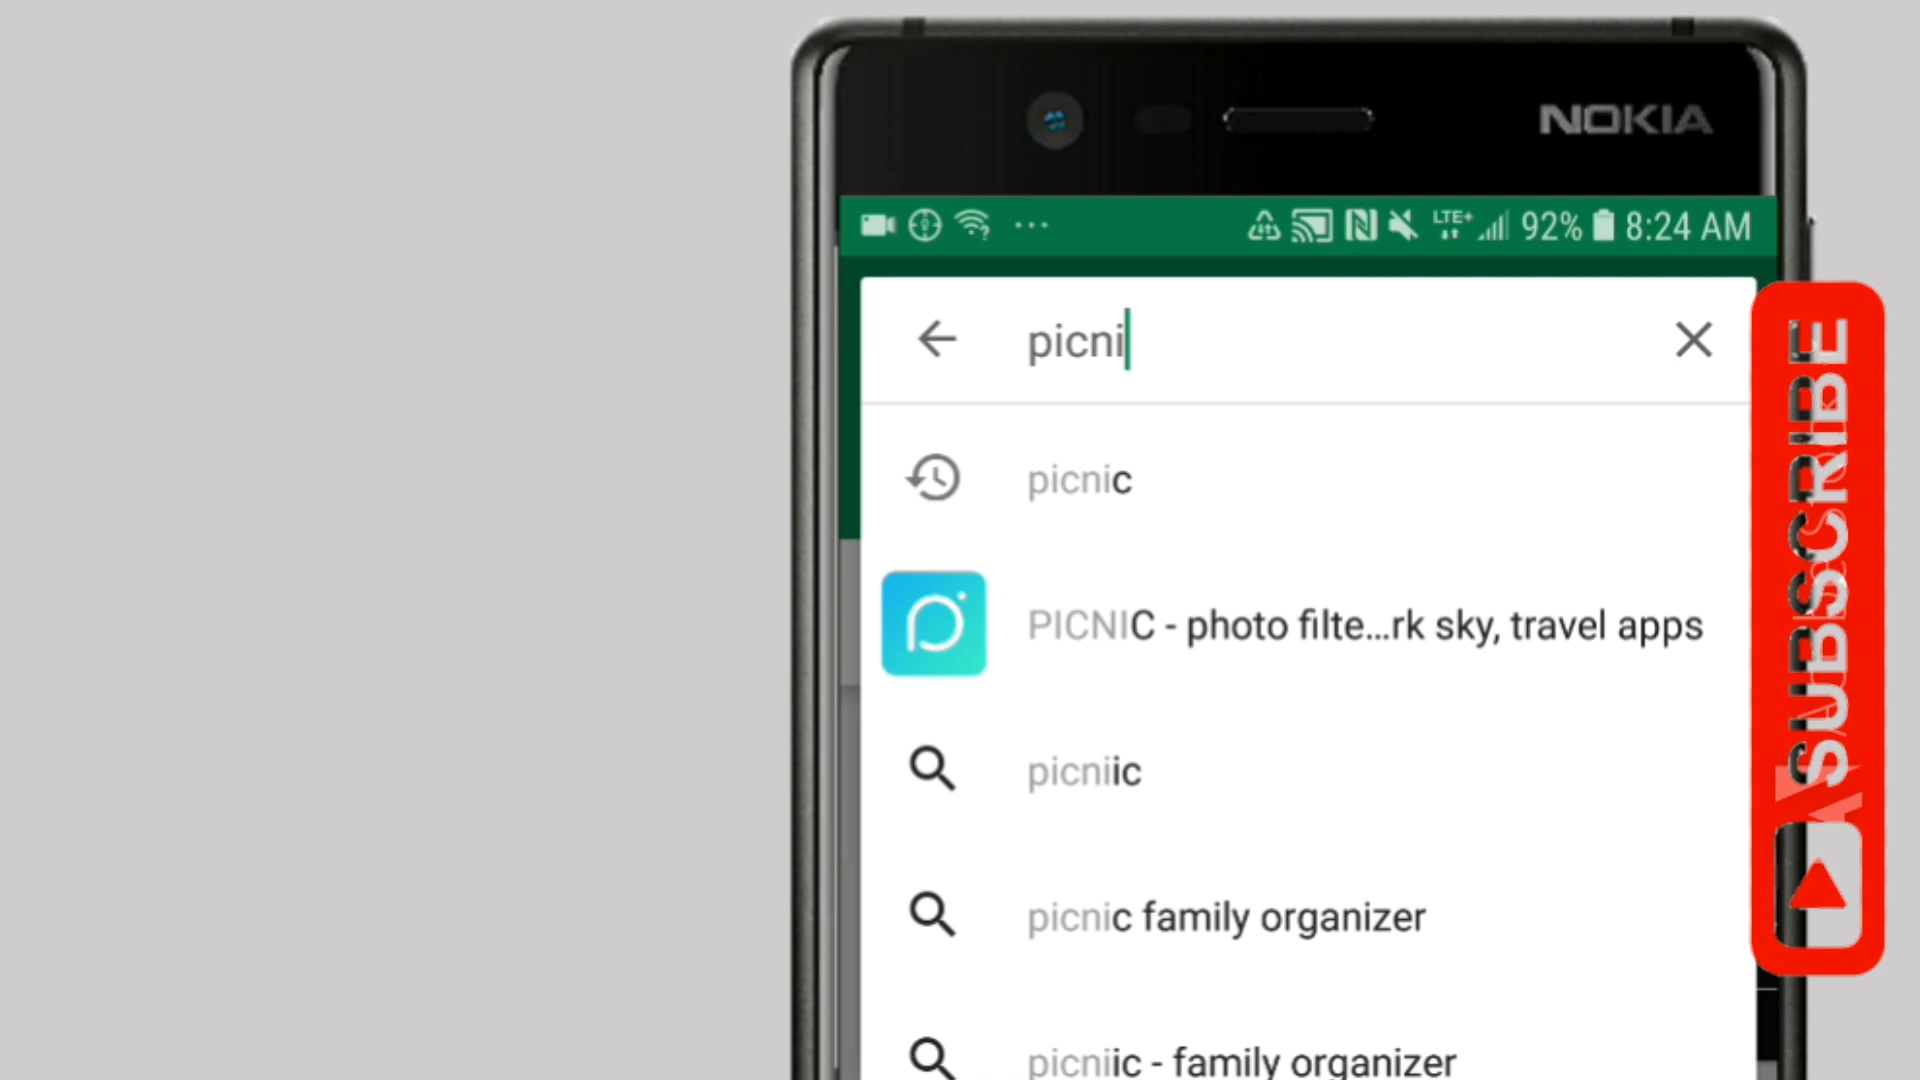 NOKIA
LTE+ 92% 8:24 AM
picni
picnic
PICNIC - photo filte...rk sky, travel apps
picniic
picnic family organizer
picniic - family organizer
SUBSCRIBE